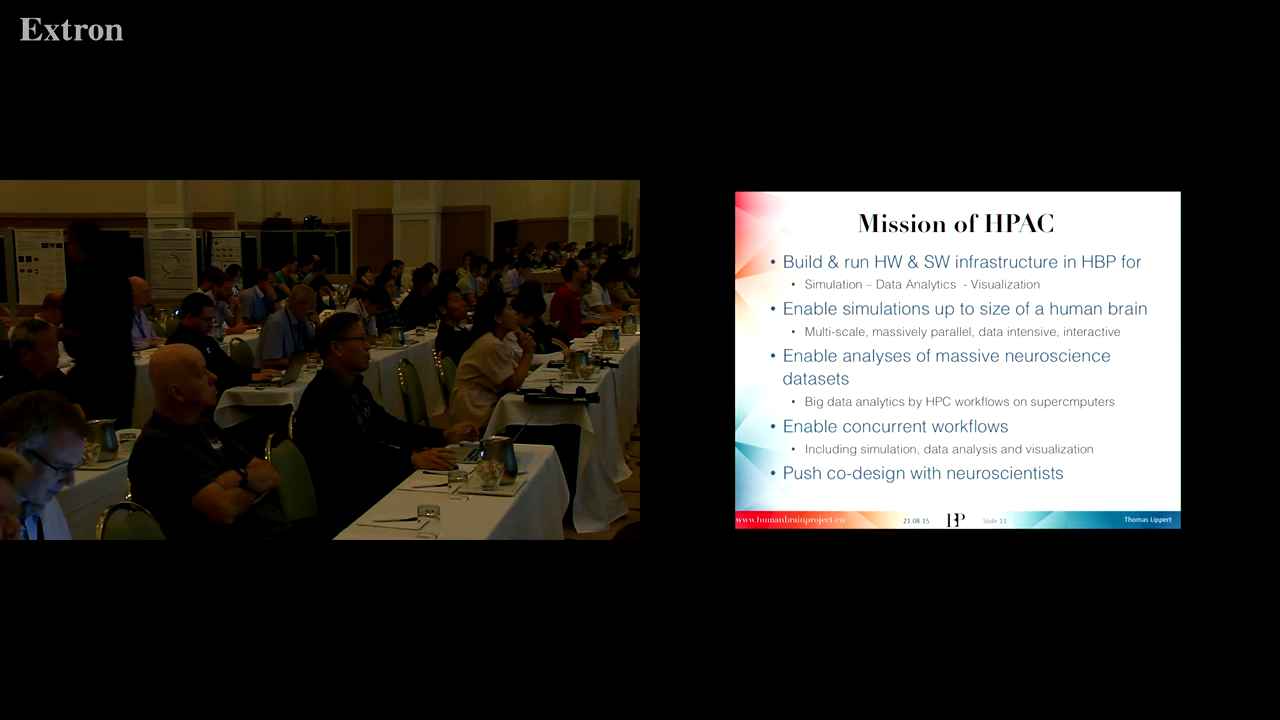 Extron
Mission of HPAC
• Build & run HW & SW infrastructure in HBP for
• Simulation – Data Analytics - Visualization
• Enable simulations up to size of a human brain
• Multi-scale, massively parallel, data intensive, interactive
• Enable analyses of massive neuroscience
datasets
• Big data analytics by HPC workflows on supercmputers
• Enable concurrent workflows
• Including simulation, data analysis and visualization
• Push co-design with neuroscientists
www.humanbrainproject.eu 21.08.15 HBP Slide 11 Thomas Lippert